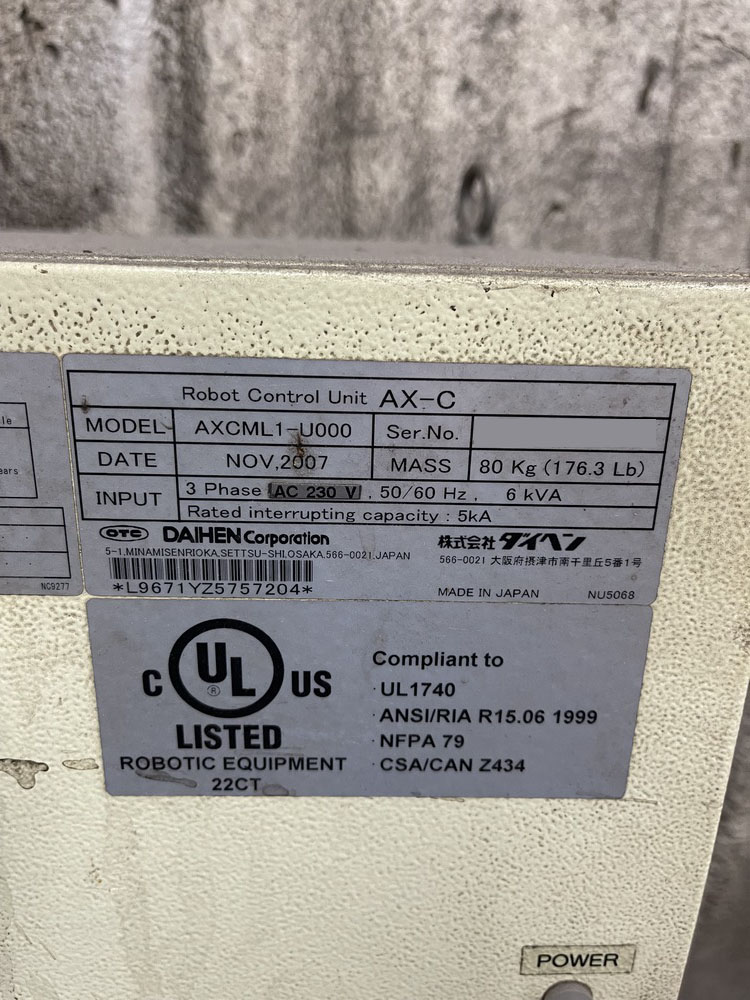 le
ears
NC9277
Robot Control Unit AX-C
MODEL AXCML1-U000 Ser.No.
DATE NOV,2007 MASS 80 Kg (176.3 Lb)
INPUT 3 Phase AC 230 V , 50/60 Hz , 6 kVA
Rated interrupting capacity : 5kA
OTC DAIHEN Corporation 株式会社 ダイヘン
5-1,MINAMISENRIOKA,SETTSU-SHI,OSAKA,566-0021,JAPAN 566-0021 大阪府摂津市南千里丘5番1号
*L9671YZ5757204* MADE IN JAPAN NU5068
C UL ® US
LISTED
ROBOTIC EQUIPMENT
22CT
Compliant to
·UL1740
·ANSI/RIA R15.06 1999
·NFPA 79
·CSA/CAN Z434
POWER